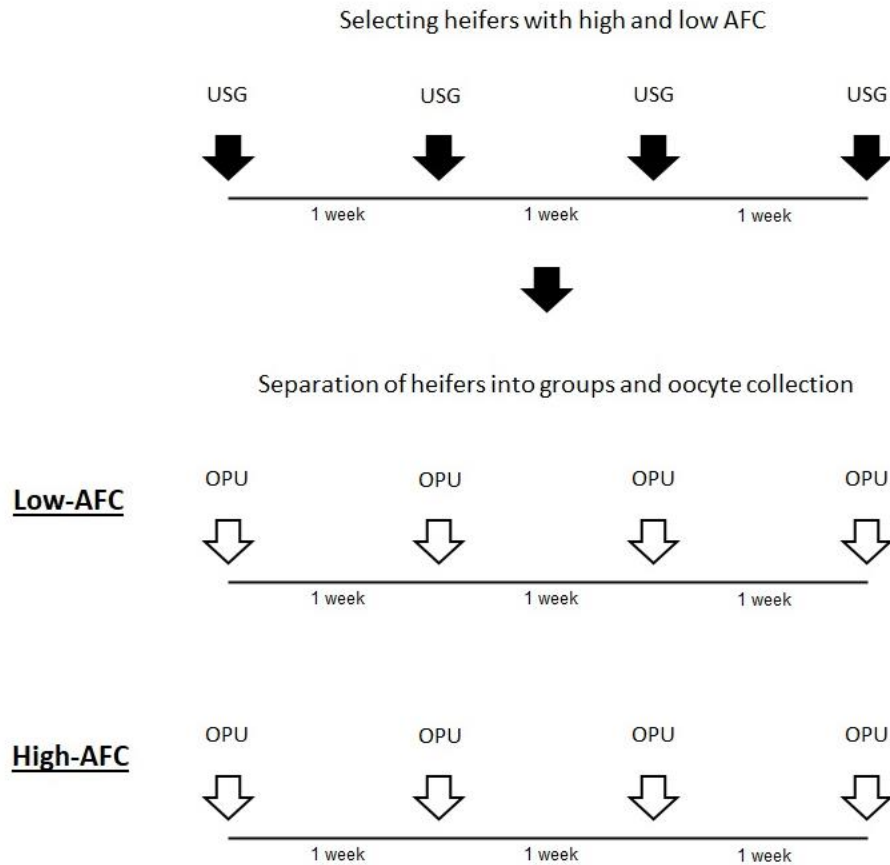 Selecting heifers with high and low AFC
USG USG USG USG
1 week 1 week 1 week
Separation of heifers into groups and oocyte collection
OPU OPU OPU OPU
Low-AFC
1 week 1 week 1 week
OPU OPU OPU OPU
High-AFC
1 week 1 week 1 week